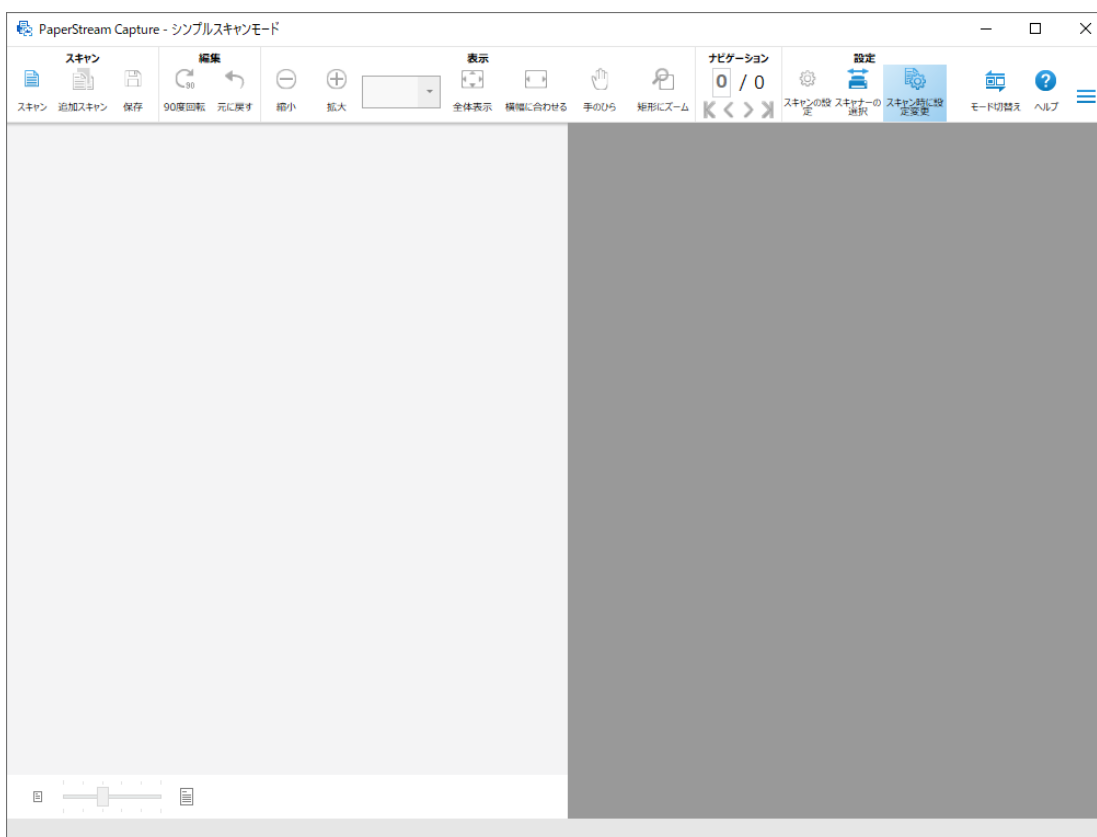 PaperStream Capture - シンプルスキャンモード
スキャン
編集
表示
ナビゲーション
設定
90
0 / 0
スキャン
追加スキャン
保存
90度回転
元に戻す
縮小
拡大
全体表示
横幅に合わせる
手のひら
矩形にズーム
スキャンの設
定
スキャナーの
選択
スキャン時に設
定変更
モード切替え
ヘルプ